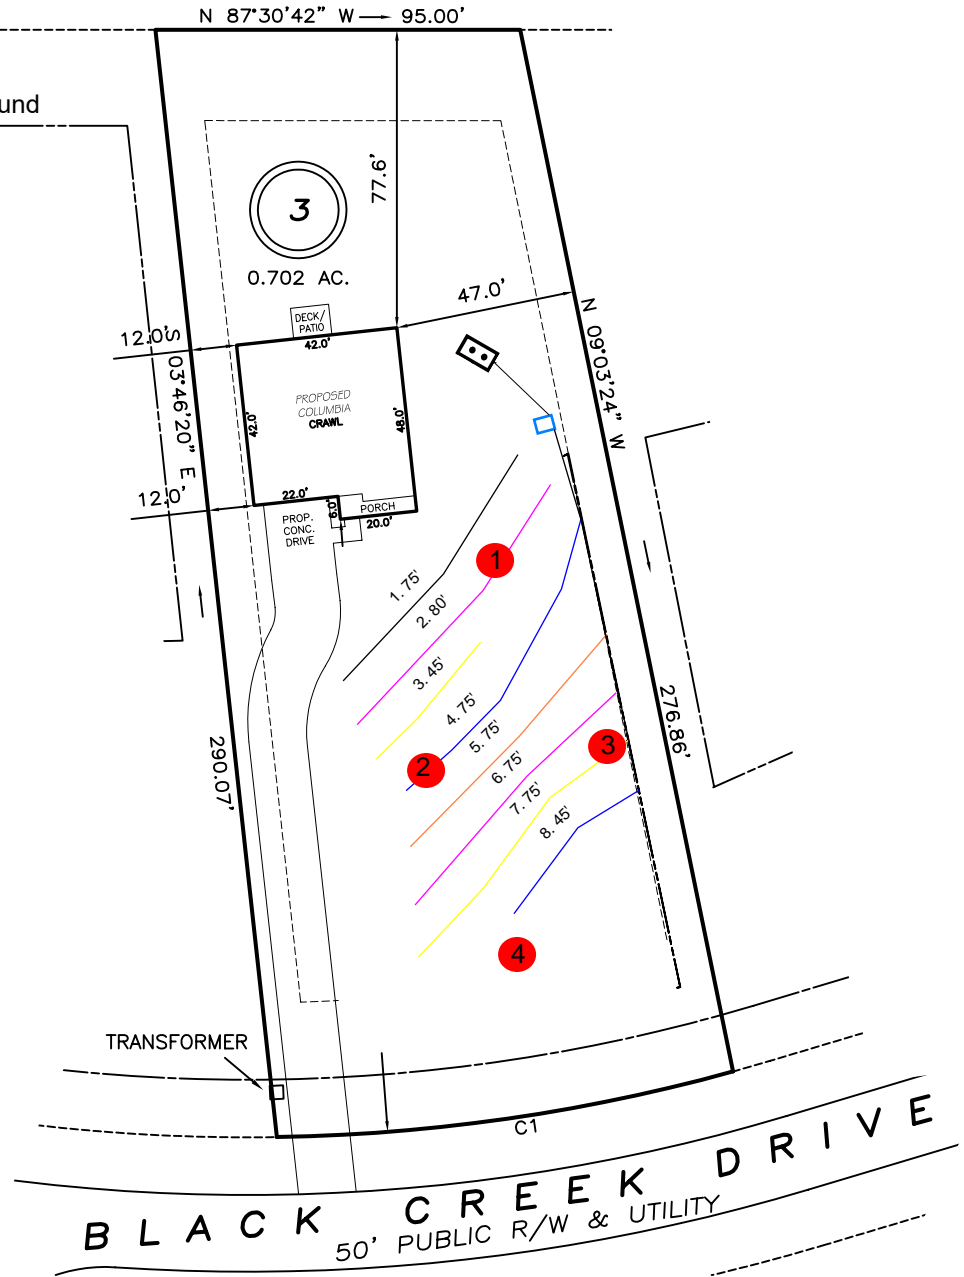 N 87°30'42" W → 95.00'
und
77.6'
3
0.702 AC.
47.0'
DECK/
PATIO
12.0'
42.0'
S 03°46'20" E
N 09°03'24" W
PROPOSED
COLUMBIA
CRAWL
42.0'
48.0'
12.0'
22.0'
6.0'
PORCH
20.0'
PROP.
CONC.
DRIVE
1
1.75'
2.80'
3.45'
4.75'
5.75'
2
3
6.75'
7.75'
8.45'
290.07'
276.86'
4
TRANSFORMER
C1
BLACK CREEK DRIVE
50' PUBLIC R/W & UTILITY